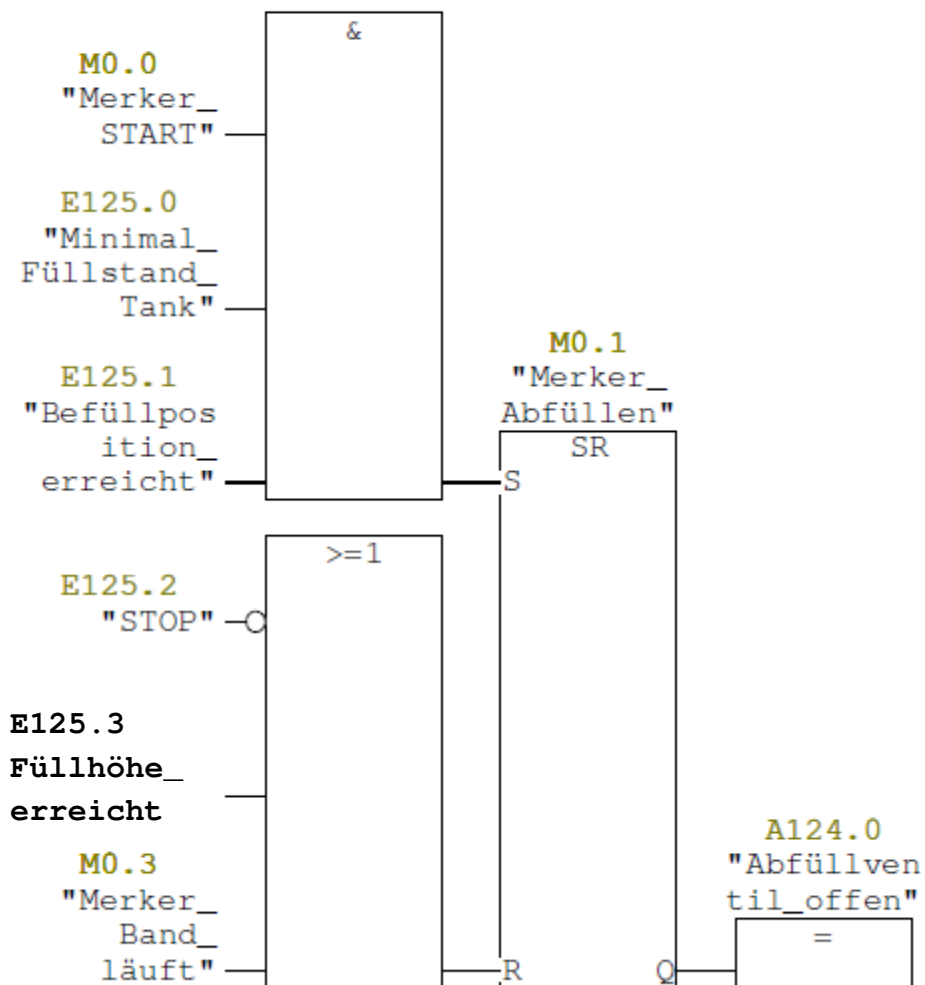 &
M0.0
"Merker_
START"
E125.0
"Minimal_
Füllstand_
Tank"
E125.1
"Befüllpos
ition_
erreicht"
M0.1
"Merker_
Abfüllen"
SR
S
>=1
E125.2
"STOP"
E125.3
Füllhöhe_
erreicht
M0.3
"Merker_
Band_
läuft"
R
Q
A124.0
"Abfüllven
til_offen"
=